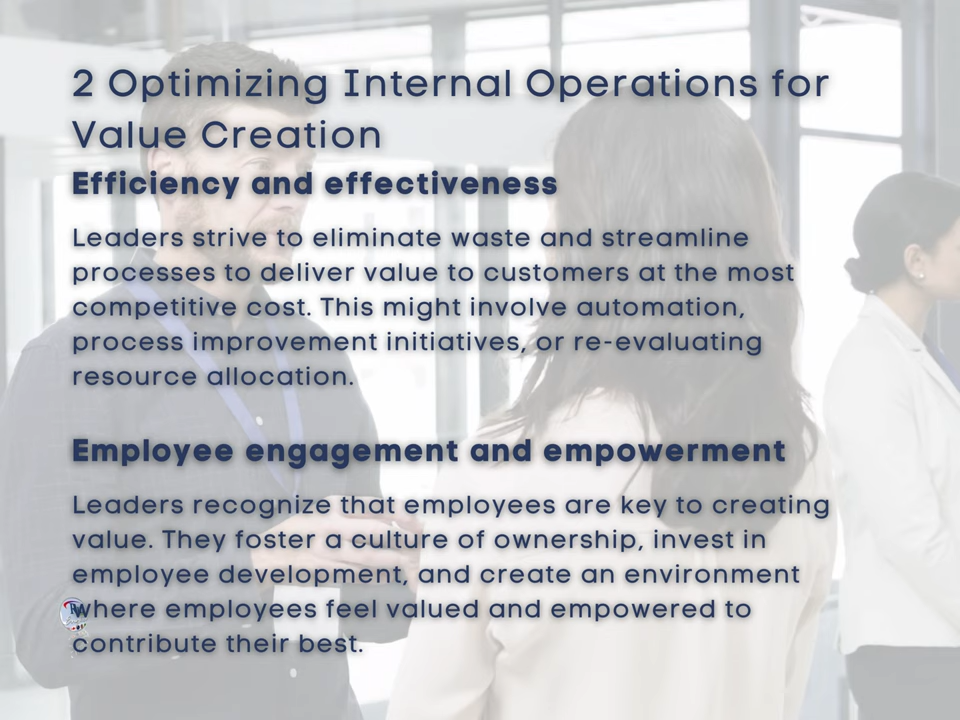 2 Optimizing Internal Operations for
Value Creation
Efficiency and effectiveness
Leaders strive to eliminate waste and streamline
processes to deliver value to customers at the most
competitive cost. This might involve automation,
process improvement initiatives, or re-evaluating
resource allocation.
Employee engagement and empowerment
Leaders recognize that employees are key to creating
value. They foster a culture of ownership, invest in
employee development, and create an environment
where employees feel valued and empowered to
contribute their best.